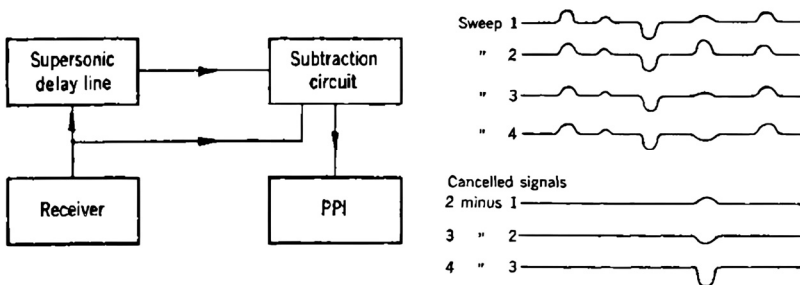 Supersonic
delay line
Subtraction
circuit
Receiver
PPI
Sweep 1
" 2
" 3
" 4
Cancelled signals
2 minus 1
3 " 2
4 " 3